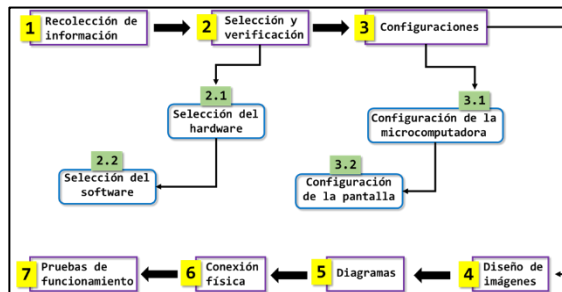 1
Recolección de
información
2
Selección y
verificación
3
Configuraciones
2.1
Selección del
hardware
2.2
Selección del
software
3.1
Configuración de la
microcomputadora
3.2
Configuración
de la pantalla
4
Diseño de
imágenes
5
Diagramas
6
Conexión
física
7
Pruebas de
funcionamiento